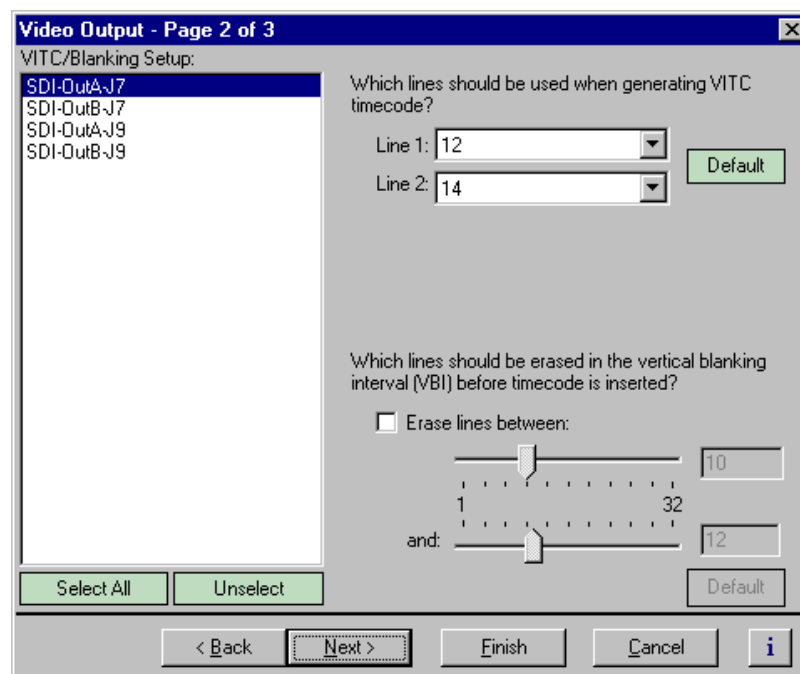 Video Output - Page 2 of 3
VITC/Blanking Setup:
SDI-OutA-J7
SDI-OutB-J7
SDI-OutA-J9
SDI-OutB-J9
Select All
Unselect
Which lines should be used when generating VITC
timecode?
Line 1: 12
Line 2: 14
Default
Which lines should be erased in the vertical blanking
interval (VBI) before timecode is inserted?
Erase lines between:
10
1 32
and: 12
Default
< Back
Next >
Finish
Cancel
i